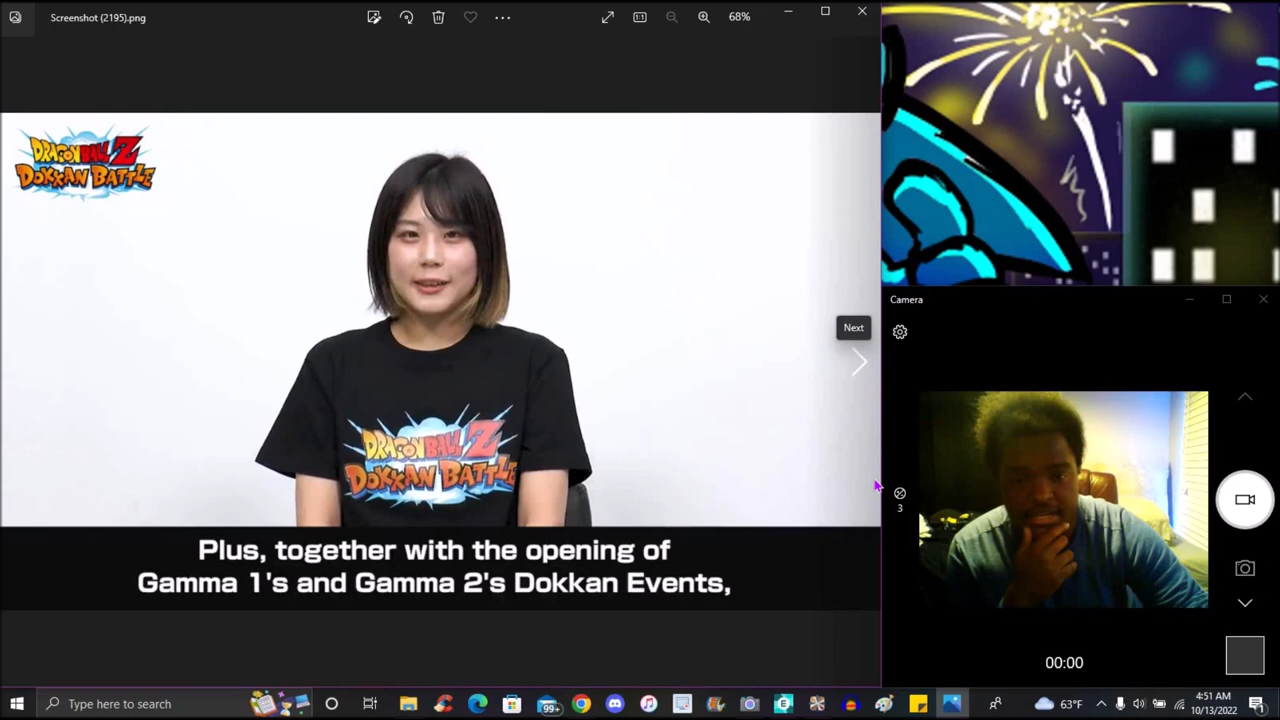 Screenshot (2195).png
68%
DRAGON BALL Z
DOKKAN BATTLE
Next
DRAGON BALL Z
DOKKAN BATTLE
Plus, together with the opening of
Gamma 1's and Gamma 2's Dokkan Events,
Camera
3
00:00
Type here to search
99+
63°F
4:51 AM
10/13/2022
1